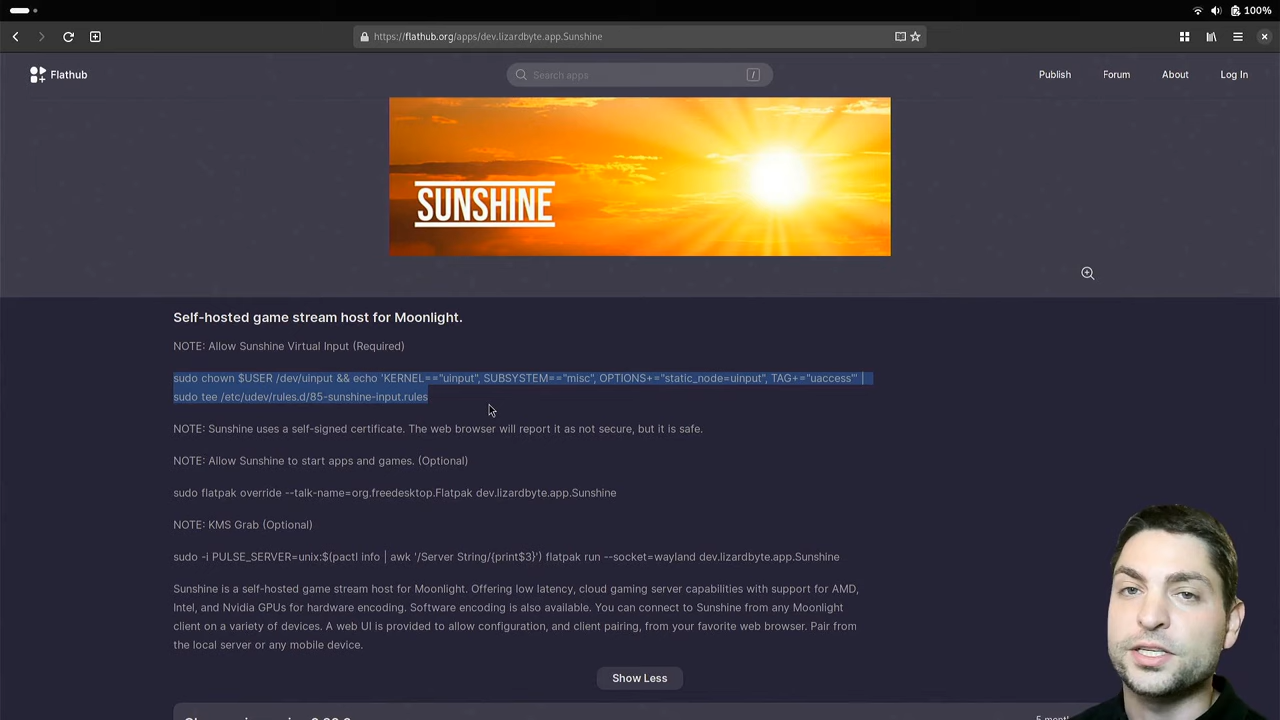 100%
https://flathub.org/apps/dev.lizardbyte.app.Sunshine
Flathub
Search apps
/
Publish
Forum
About
Log In
SUNSHINE
Self-hosted game stream host for Moonlight.
NOTE: Allow Sunshine Virtual Input (Required)
sudo chown $USER /dev/uinput && echo 'KERNEL=="uinput", SUBSYSTEM=="misc", OPTIONS+="static_node=uinput", TAG+="uaccess"' |
sudo tee /etc/udev/rules.d/85-sunshine-input.rules
NOTE: Sunshine uses a self-signed certificate. The web browser will report it as not secure, but it is safe.
NOTE: Allow Sunshine to start apps and games. (Optional)
sudo flatpak override --talk-name=org.freedesktop.Flatpak dev.lizardbyte.app.Sunshine
NOTE: KMS Grab (Optional)
sudo -i PULSE_SERVER=unix:$(pactl info | awk '/Server String/{print$3}') flatpak run --socket=wayland dev.lizardbyte.app.Sunshine
Sunshine is a self-hosted game stream host for Moonlight. Offering low latency, cloud gaming server capabilities with support for AMD,
Intel, and Nvidia GPUs for hardware encoding. Software encoding is also available. You can connect to Sunshine from any Moonlight
client on a variety of devices. A web UI is provided to allow configuration, and client pairing, from your favorite web browser. Pair from
the local server or any mobile device.
Show Less